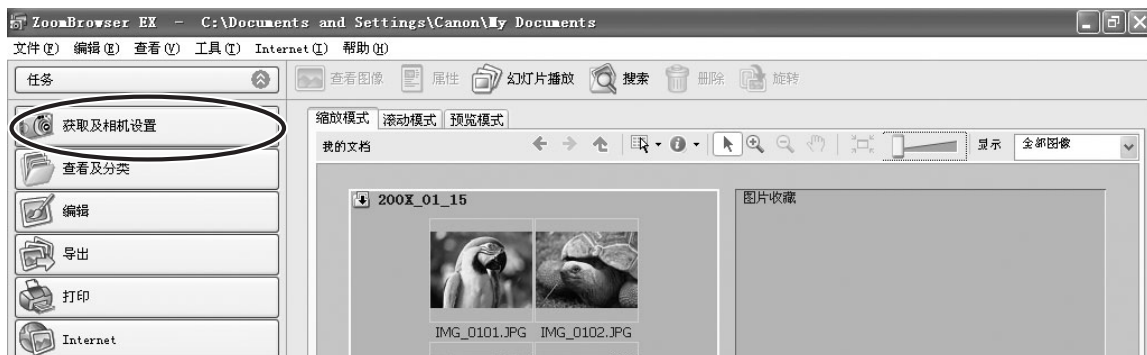 ZoomBrowser EX - C:\Documents and Settings\Canon\My Documents
文件(F) 编辑(E) 查看(V) 工具(T) Internet(I) 帮助(H)
任务 查看图像 属性 幻灯片播放 搜索 删除 旋转
获取及相机设置
缩放模式 滚动模式 预览模式
我的文档 显示 全部图像
查看及分类
200X_01_15 图片收藏
编辑
导出
打印
IMG_0101.JPG IMG_0102.JPG
Internet